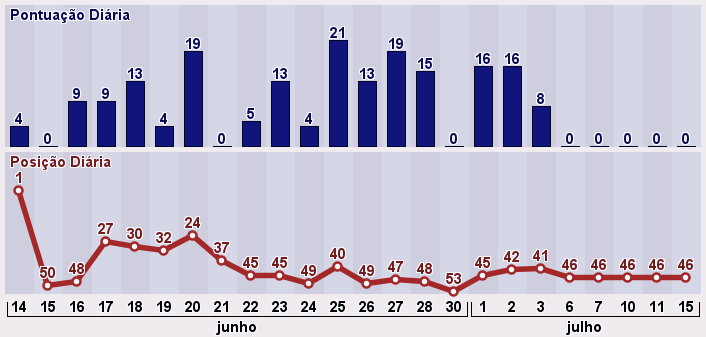 Pontuação Diária
4 0 9 9 13 4 19 0 5 13 4 21 13 19 15 0 16 16 8 0 0 0 0 0
Posição Diária
1 50 48 27 30 32 24 37 45 45 49 40 49 47 48 53 45 42 41 46 46 46 46 46
14 15 16 17 18 19 20 21 22 23 24 25 26 27 28 30 1 2 3 6 7 10 11 15
junho julho